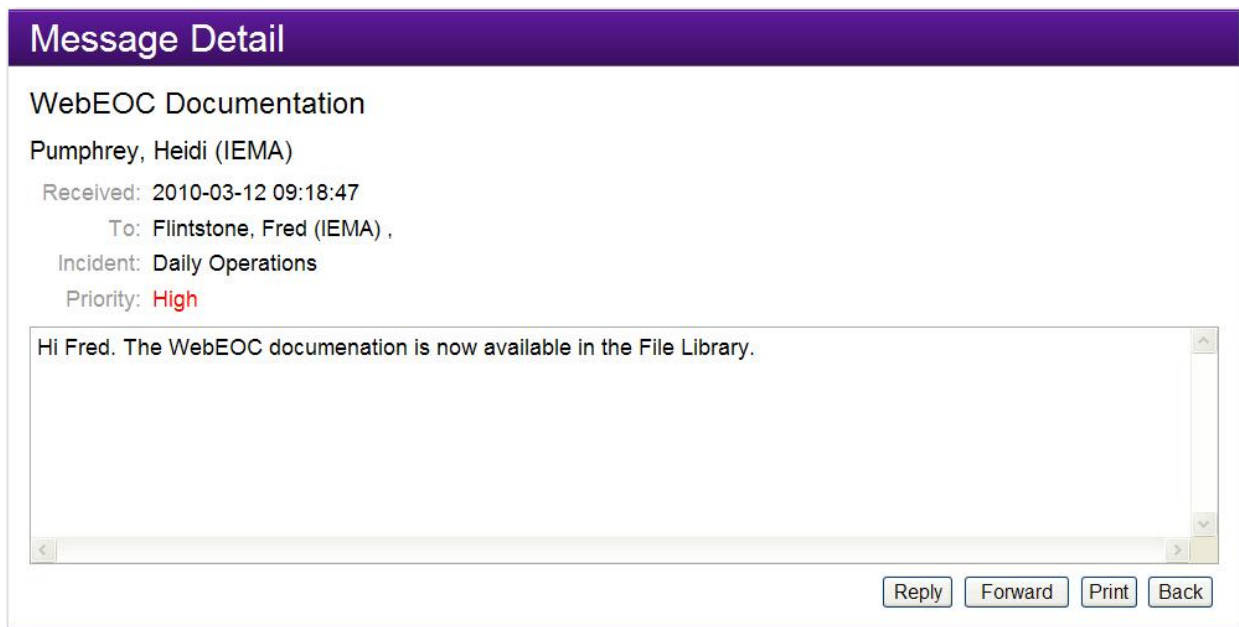 Message Detail
WebEOC Documentation
Pumphrey, Heidi (IEMA)
Received: 2010-03-12 09:18:47
To: Flintstone, Fred (IEMA) ,
Incident: Daily Operations
Priority: High
Hi Fred. The WebEOC documenation is now available in the File Library.
Reply Forward Print Back